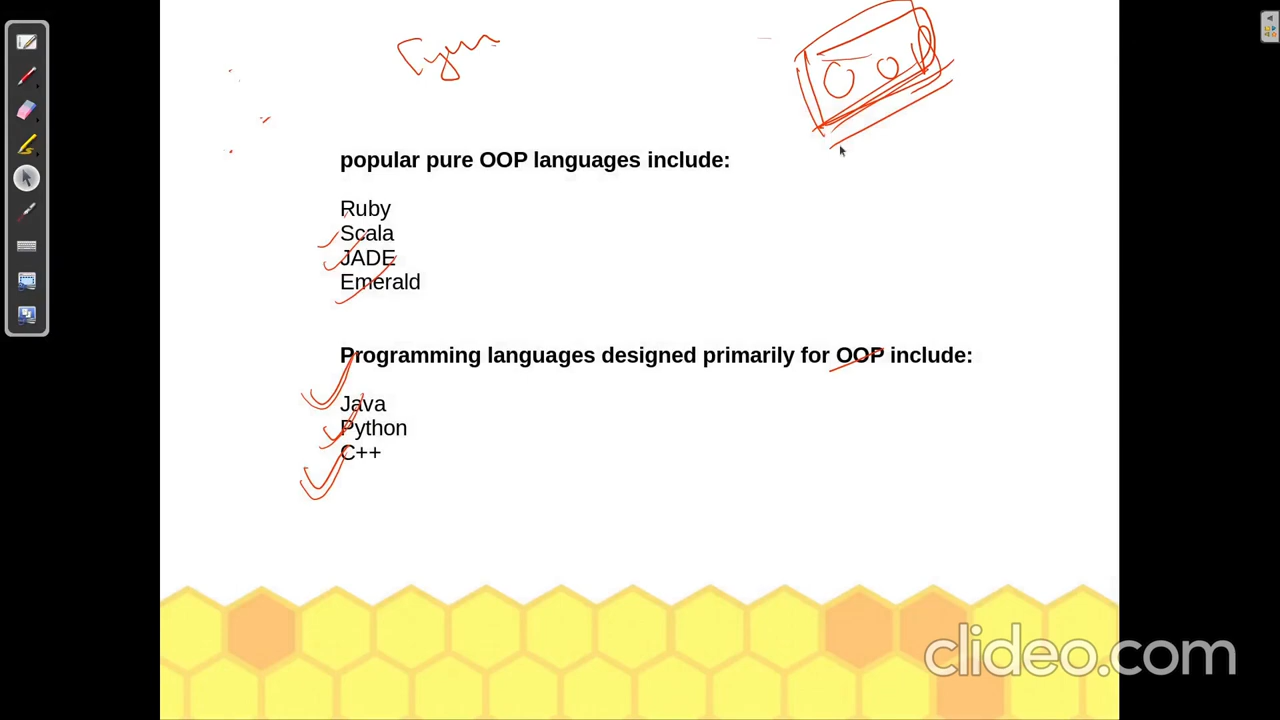 popular pure OOP languages include:
Ruby
Scala
JADE
Emerald
Programming languages designed primarily for OOP include:
Java
Python
C++
clideo.com